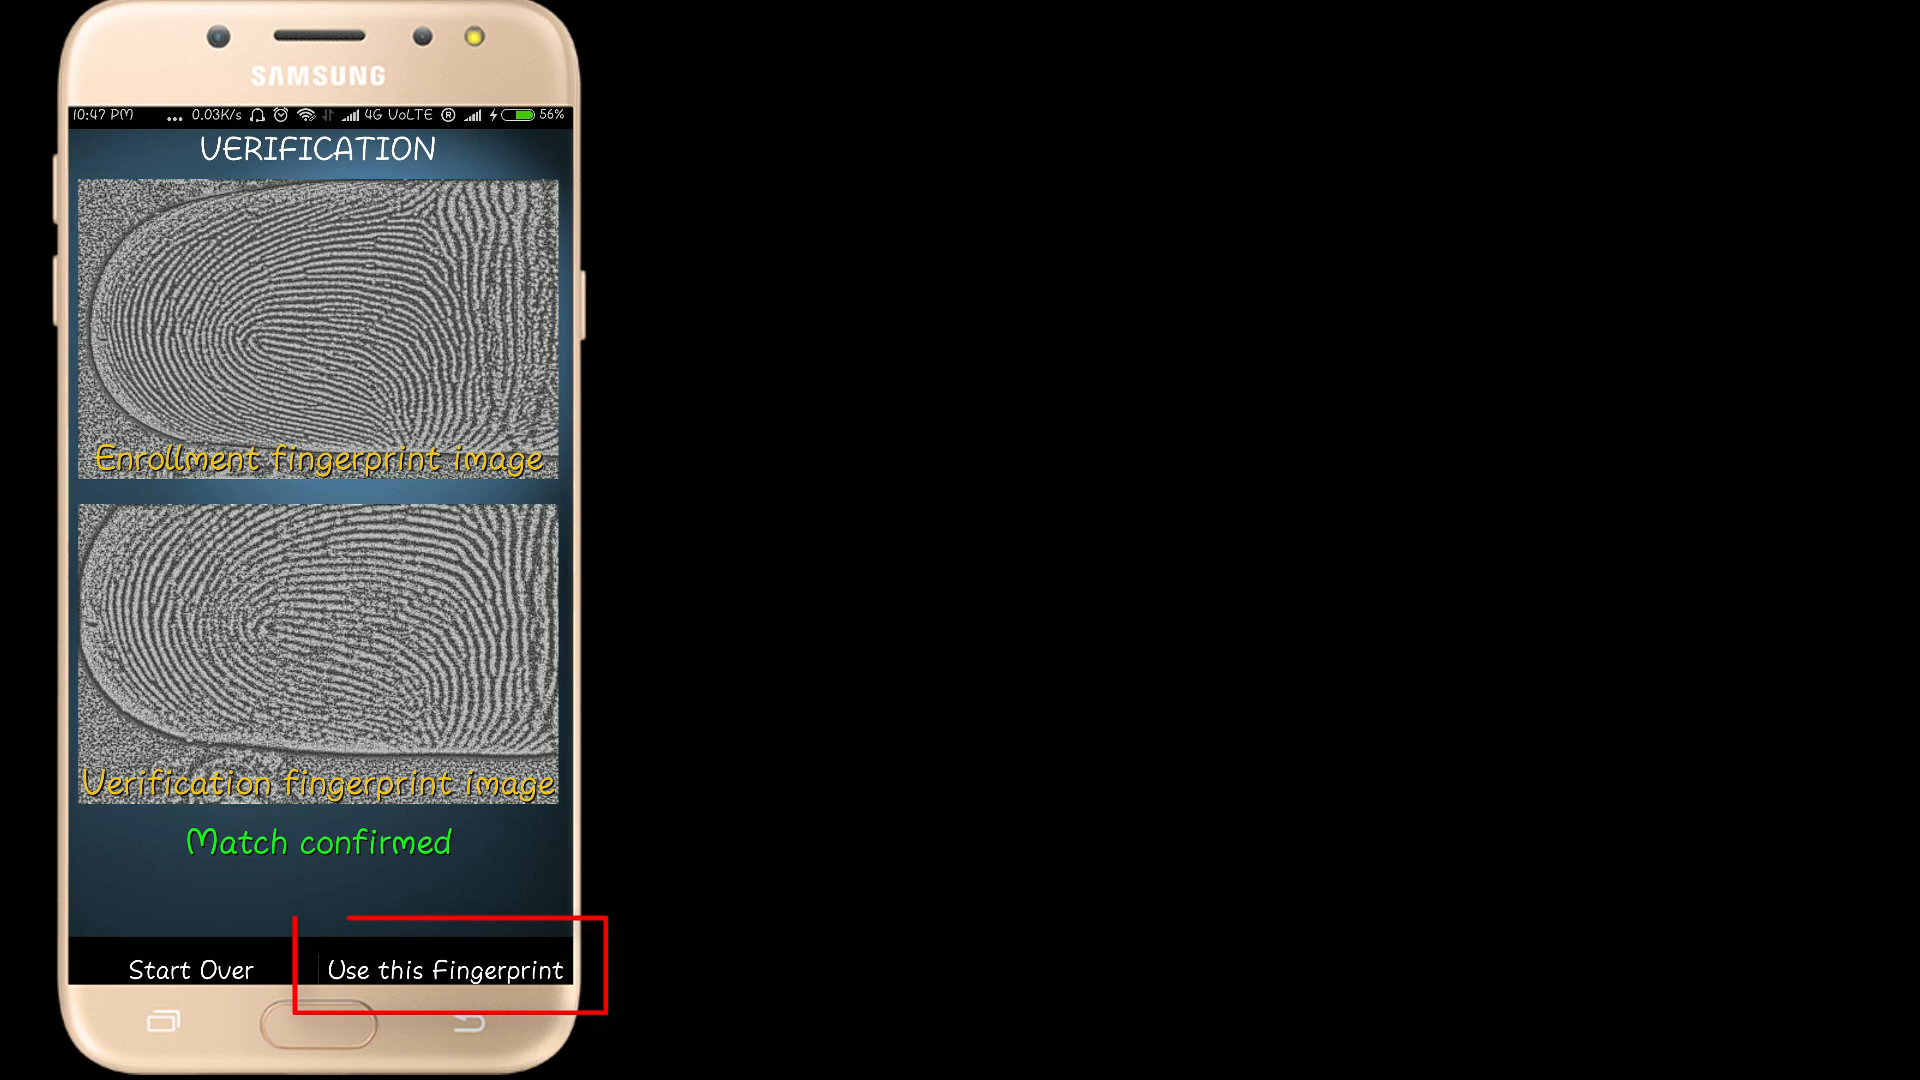 SAMSUNG
10:47 PM ... 0.03K/s 4G VoLTE R 56%
VERIFICATION
Enrollment fingerprint image
Verification fingerprint image
Match confirmed
Start Over Use this Fingerprint